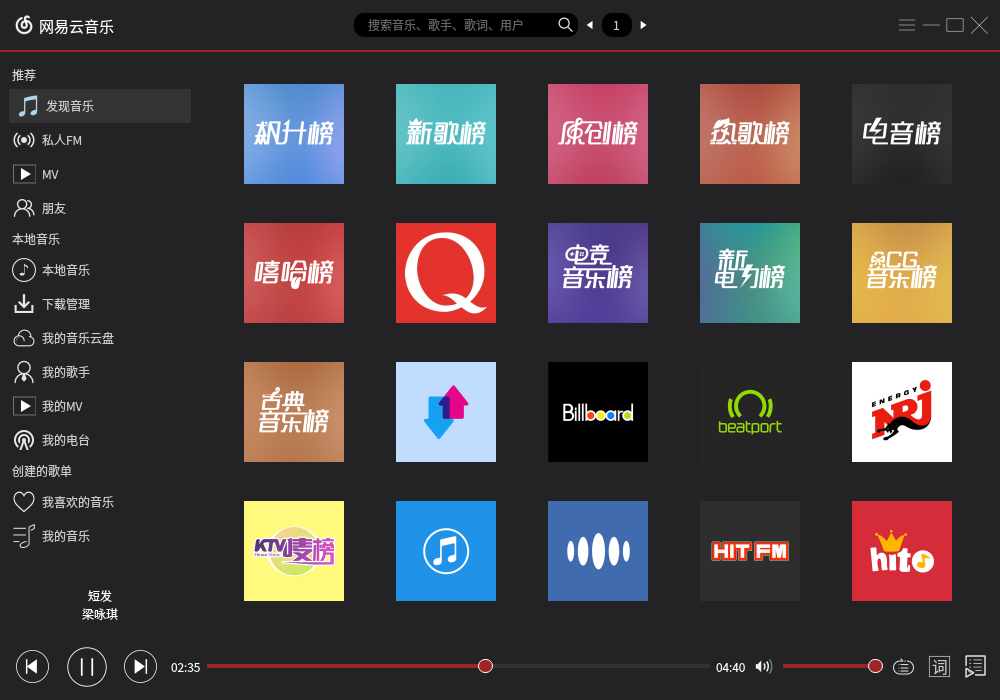 网易云音乐
搜索音乐、歌手、歌词、用户
1
推荐
发现音乐
私人FM
MV
朋友
本地音乐
本地音乐
下载管理
我的音乐云盘
我的歌手
我的MV
我的电台
创建的歌单
我喜欢的音乐
我的音乐
飙升榜
新歌榜
原创榜
热歌榜
电音榜
嘻哈榜
Q
电竞
音乐榜
新
电力榜
ACG
音乐榜
古典
音乐榜
Billboard
beatport
ENERGY
NRJ
KTV唛榜
HIT FM
hito
短发
梁咏琪
02:35
04:40
词